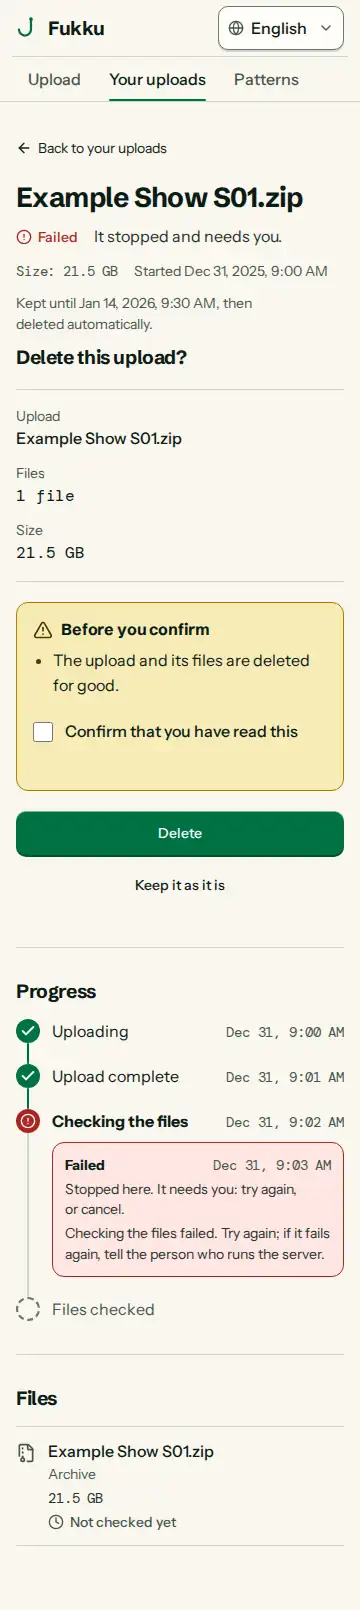 Fukku
English
Upload
Your uploads
Patterns
Back to your uploads
Example Show S01.zip
Failed
It stopped and needs you.
Size: 21.5 GB
Started Dec 31, 2025, 9:00 AM
Kept until Jan 14, 2026, 9:30 AM, then
deleted automatically.
Delete this upload?
Upload
Example Show S01.zip
Files
1 file
Size
21.5 GB
Before you confirm
The upload and its files are deleted
for good.
Confirm that you have read this
Delete
Keep it as it is
Progress
Uploading
Dec 31, 9:00 AM
Upload complete
Dec 31, 9:01 AM
Checking the files
Dec 31, 9:02 AM
Failed
Dec 31, 9:03 AM
Stopped here. It needs you: try again,
or cancel.
Checking the files failed. Try again; if it fails
again, tell the person who runs the server.
Files checked
Files
Example Show S01.zip
Archive
21.5 GB
Not checked yet